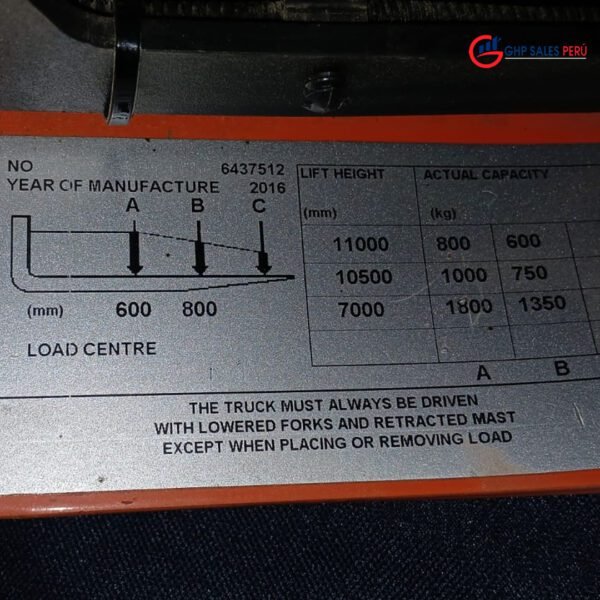 GHP SALES PERÚ
NO 6437512
YEAR OF MANUFACTURE 2016
A B C
(mm) 600 800
LOAD CENTRE
LIFT HEIGHT ACTUAL CAPACITY
(mm) (kg)
11000 800 600
10500 1000 750
7000 1800 1350
A B
THE TRUCK MUST ALWAYS BE DRIVEN
WITH LOWERED FORKS AND RETRACTED MAST
EXCEPT WHEN PLACING OR REMOVING LOAD